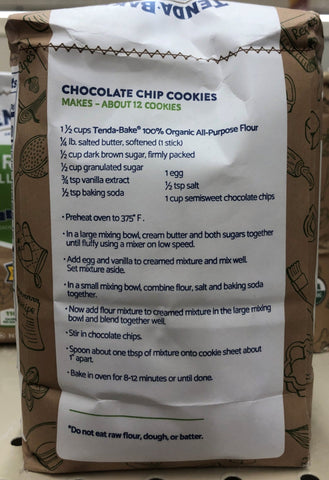 TENDA-BAKE
CHOCOLATE CHIP COOKIES
MAKES - ABOUT 12 COOKIES
1 ½ cups Tenda-Bake® 100% Organic All-Purpose Flour
¼ lb. salted butter, softened (1 stick)
½ cup dark brown sugar, firmly packed
½ cup granulated sugar
¾ tsp vanilla extract
½ tsp baking soda
1 egg
½ tsp salt
1 cup semisweet chocolate chips
• Preheat oven to 375° F.
• In a large mixing bowl, cream butter and both sugars together
until fluffy using a mixer on low speed.
• Add egg and vanilla to creamed mixture and mix well.
Set mixture aside.
• In a small mixing bowl, combine flour, salt and baking soda
together.
• Now add flour mixture to creamed mixture in the large mixing
bowl and blend together well.
• Stir in chocolate chips.
• Spoon about one tbsp of mixture onto cookie sheet about
1" apart.
• Bake in oven for 8-12 minutes or until done.
*Do not eat raw flour, dough, or batter.